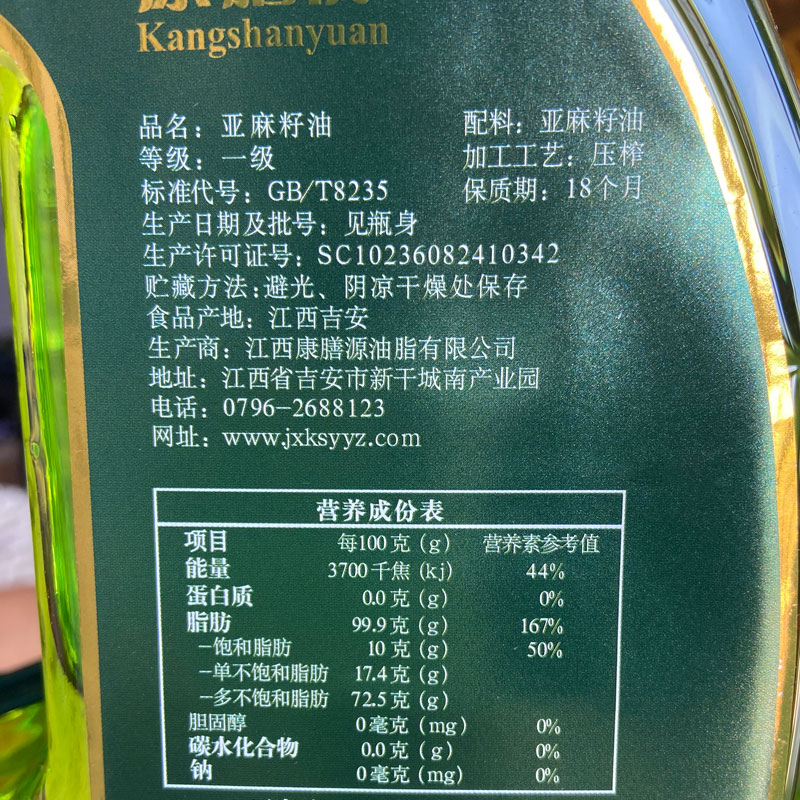 Kangshanyuan
品名：亚麻籽油 配料：亚麻籽油
等级：一级 加工工艺：压榨
标准代号：GB/T8235 保质期：18个月
生产日期及批号：见瓶身
生产许可证号：SC10236082410342
贮藏方法:避光、阴凉干燥处保存
食品产地：江西吉安
生产商：江西康膳源油脂有限公司
地址：江西省吉安市新干城南产业园
电话：0796-2688123
网址：www.jxksyyz.com
营养成份表
项目 每100克（g） 营养素参考值
能量 3700千焦（kj） 44%
蛋白质 0.0克（g） 0%
脂肪 99.9克（g） 167%
-饱和脂肪 10克（g） 50%
-单不饱和脂肪 17.4克（g）
-多不饱和脂肪 72.5克（g）
胆固醇 0毫克（mg） 0%
碳水化合物 0.0克（g） 0%
钠 0毫克（mg） 0%